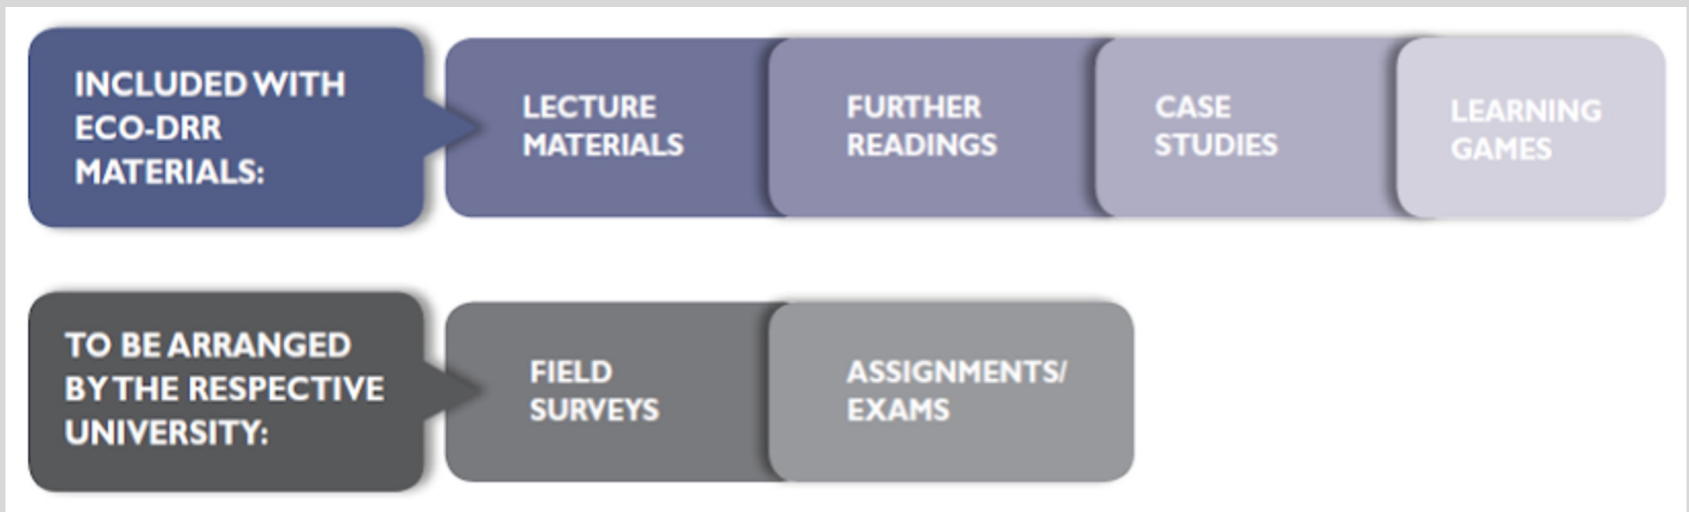 INCLUDED WITH
ECO-DRR
MATERIALS:
LECTURE
MATERIALS
FURTHER
READINGS
CASE
STUDIES
LEARNING
GAMES
TO BE ARRANGED
BY THE RESPECTIVE
UNIVERSITY:
FIELD
SURVEYS
ASSIGNMENTS/
EXAMS